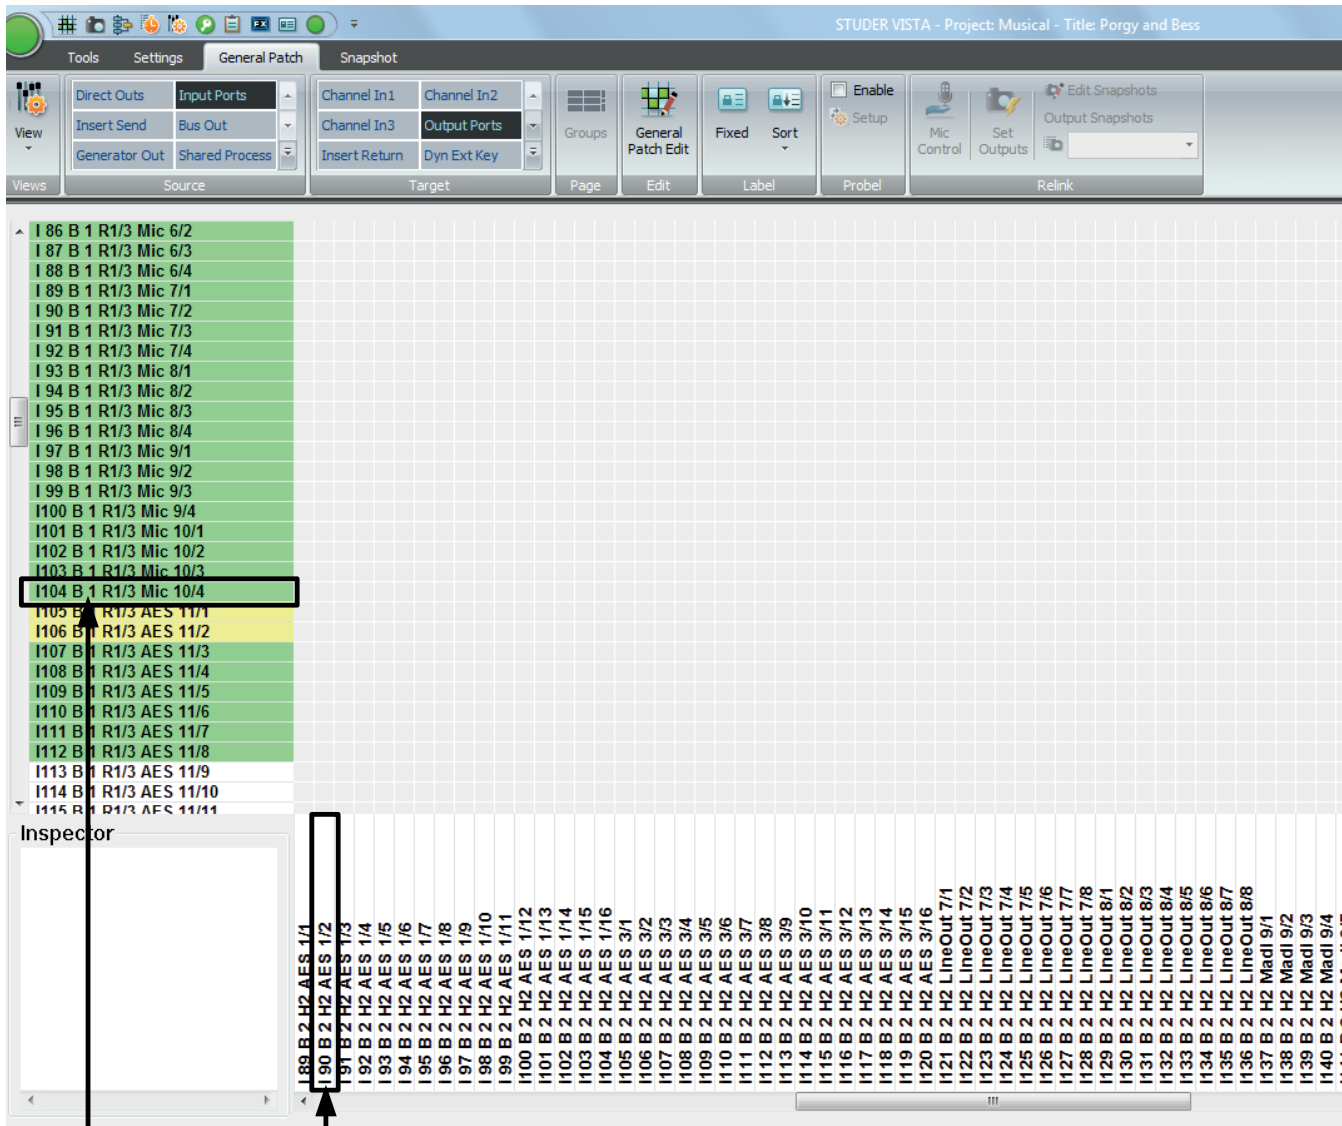 STUDER VISTA - Project: Musical - Title: Porgy and Bess
Tools Settings General Patch Snapshot
View
Views
Direct Outs Input Ports
Insert Send Bus Out
Generator Out Shared Process
Source
Channel In1 Channel In2
Channel In3 Output Ports
Insert Return Dyn Ext Key
Target
Groups
Page
General
Patch Edit
Edit
Fixed Sort
Label
Enable
Setup
Probel
Mic
Control
Set
Outputs
Edit Snapshots
Output Snapshots
Relink
I 86 B 1 R1/3 Mic 6/2
I 87 B 1 R1/3 Mic 6/3
I 88 B 1 R1/3 Mic 6/4
I 89 B 1 R1/3 Mic 7/1
I 90 B 1 R1/3 Mic 7/2
I 91 B 1 R1/3 Mic 7/3
I 92 B 1 R1/3 Mic 7/4
I 93 B 1 R1/3 Mic 8/1
I 94 B 1 R1/3 Mic 8/2
I 95 B 1 R1/3 Mic 8/3
I 96 B 1 R1/3 Mic 8/4
I 97 B 1 R1/3 Mic 9/1
I 98 B 1 R1/3 Mic 9/2
I 99 B 1 R1/3 Mic 9/3
I100 B 1 R1/3 Mic 9/4
I101 B 1 R1/3 Mic 10/1
I102 B 1 R1/3 Mic 10/2
I103 B 1 R1/3 Mic 10/3
I104 B 1 R1/3 Mic 10/4
I105 B 1 R1/3 AES 11/1
I106 B 1 R1/3 AES 11/2
I107 B 1 R1/3 AES 11/3
I108 B 1 R1/3 AES 11/4
I109 B 1 R1/3 AES 11/5
I110 B 1 R1/3 AES 11/6
I111 B 1 R1/3 AES 11/7
I112 B 1 R1/3 AES 11/8
I113 B 1 R1/3 AES 11/9
I114 B 1 R1/3 AES 11/10
I115 B 1 R1/3 AES 11/11
Inspector
I 89 B 2 H2 AES 1/1
I 90 B 2 H2 AES 1/2
I 91 B 2 H2 AES 1/3
I 92 B 2 H2 AES 1/4
I 93 B 2 H2 AES 1/5
I 94 B 2 H2 AES 1/6
I 95 B 2 H2 AES 1/7
I 96 B 2 H2 AES 1/8
I 97 B 2 H2 AES 1/9
I 98 B 2 H2 AES 1/10
I 99 B 2 H2 AES 1/11
I100 B 2 H2 AES 1/12
I101 B 2 H2 AES 1/13
I102 B 2 H2 AES 1/14
I103 B 2 H2 AES 1/15
I104 B 2 H2 AES 1/16
I105 B 2 H2 AES 3/1
I106 B 2 H2 AES 3/2
I107 B 2 H2 AES 3/3
I108 B 2 H2 AES 3/4
I109 B 2 H2 AES 3/5
I110 B 2 H2 AES 3/6
I111 B 2 H2 AES 3/7
I112 B 2 H2 AES 3/8
I113 B 2 H2 AES 3/9
I114 B 2 H2 AES 3/10
I115 B 2 H2 AES 3/11
I116 B 2 H2 AES 3/12
I117 B 2 H2 AES 3/13
I118 B 2 H2 AES 3/14
I119 B 2 H2 AES 3/15
I120 B 2 H2 AES 3/16
I121 B 2 H2 LineOut 7/1
I122 B 2 H2 LineOut 7/2
I123 B 2 H2 LineOut 7/3
I124 B 2 H2 LineOut 7/4
I125 B 2 H2 LineOut 7/5
I126 B 2 H2 LineOut 7/6
I127 B 2 H2 LineOut 7/7
I128 B 2 H2 LineOut 7/8
I129 B 2 H2 LineOut 8/1
I130 B 2 H2 LineOut 8/2
I131 B 2 H2 LineOut 8/3
I132 B 2 H2 LineOut 8/4
I133 B 2 H2 LineOut 8/5
I134 B 2 H2 LineOut 8/6
I135 B 2 H2 LineOut 8/7
I136 B 2 H2 LineOut 8/8
I137 B 2 H2 MadI 9/1
I138 B 2 H2 MadI 9/2
I139 B 2 H2 MadI 9/3
I140 B 2 H2 MadI 9/4